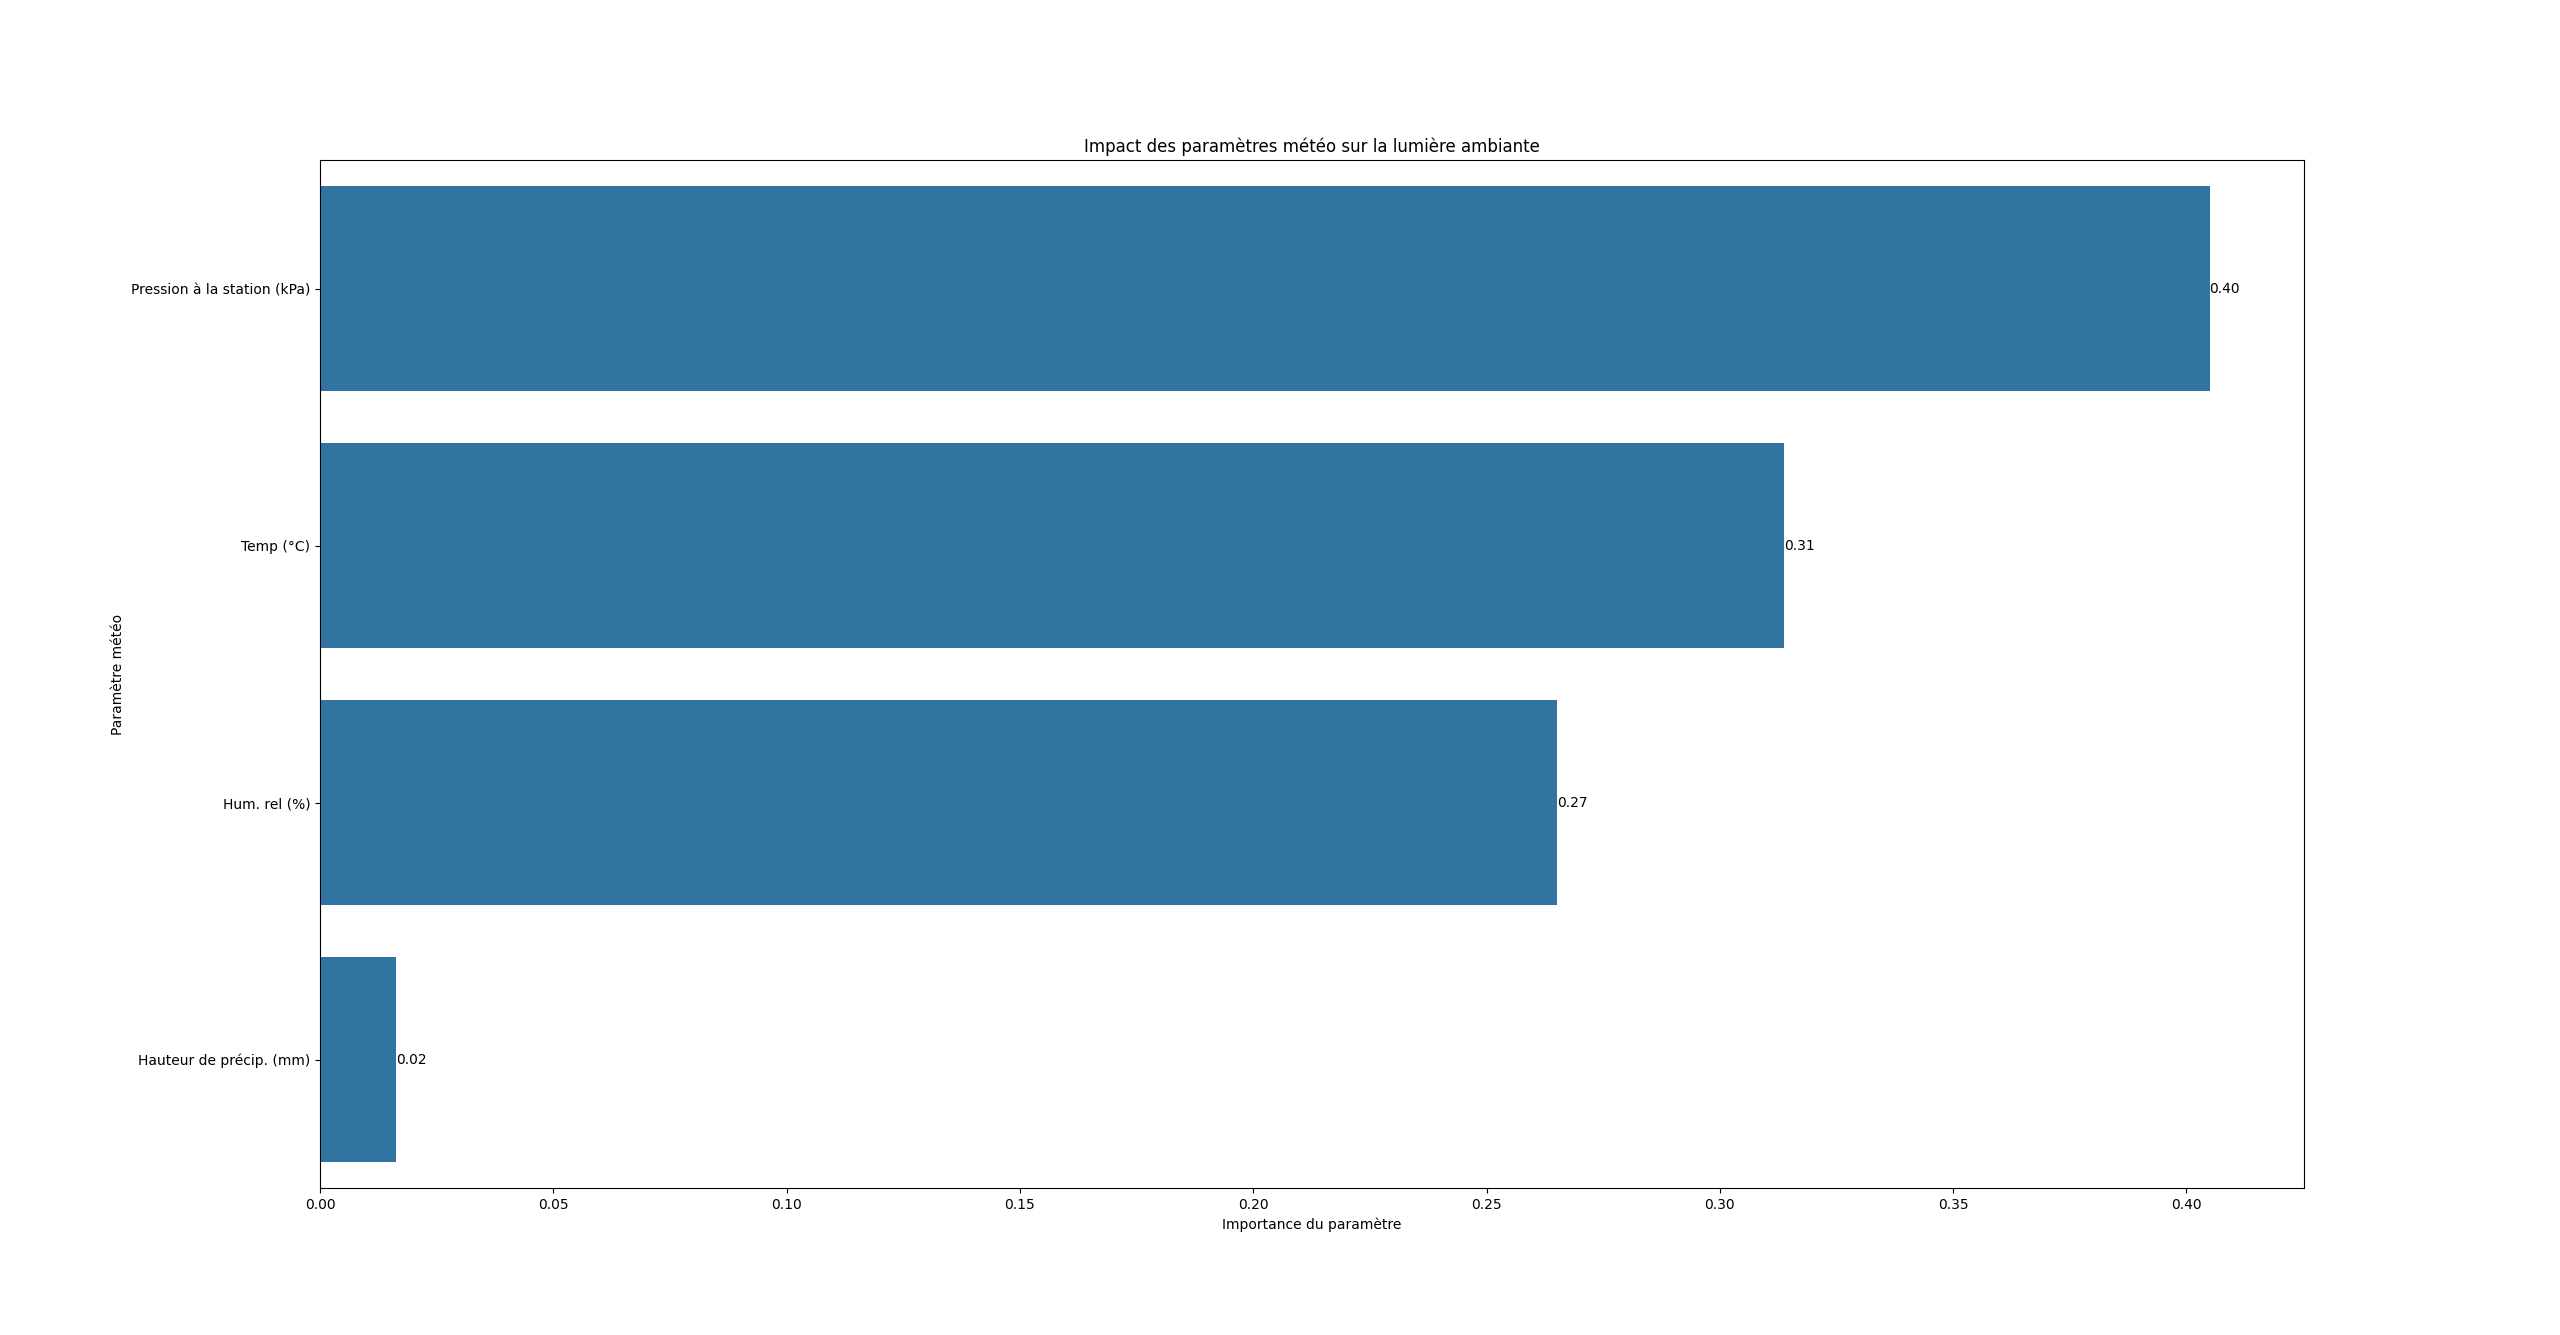 Impact des paramètres météo sur la lumière ambiante
Pression à la station (kPa)
0.40
Temp (°C)
0.31
Paramètre météo
Hum. rel (%)
0.27
Hauteur de précip. (mm)
0.02
0.00 0.05 0.10 0.15 0.20 0.25 0.30 0.35 0.40
Importance du paramètre